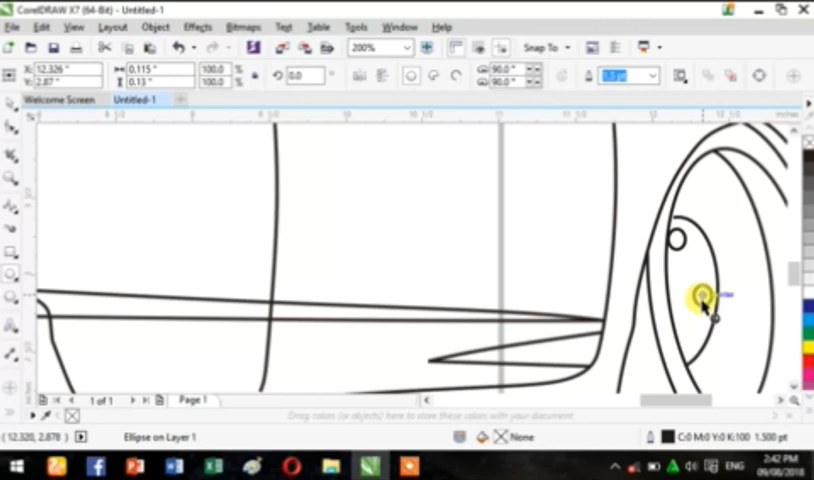 CorelDRAW X7 (64-Bit) - Untitled-1
File Edit View Layout Object Effects Bitmaps Text Table Tools Window Help
200% Snap To
X: 12.326 " 0.115 " 100.0 % 0.0 90.0 ° 1.5 pt
Y: 2.87 " 0.13 " 100.0 % 90.0 °
Welcome Screen Untitled-1
inches
1 of 1 Page 1
Drag colors (or objects) here to store these colors with your document
(12.320, 2.878) Ellipse on Layer 1 None C:0 M:0 Y:0 K:100 1.500 pt
ENG 2:42 PM
09/08/2018